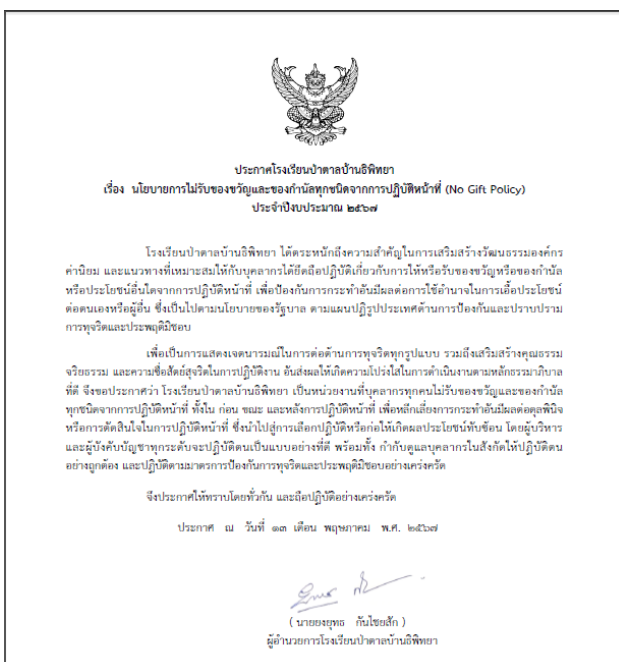 ประกาศโรงเรียนป่าตาลบ้านธิพิทยา
เรื่อง นโยบายการไม่รับของขวัญและของกำนัลทุกชนิดจากการปฏิบัติหน้าที่ (No Gift Policy)
ประจำปีงบประมาณ ๒๕๖๗
โรงเรียนป่าตาลบ้านธิพิทยา ได้ตระหนักถึงความสำคัญในการเสริมสร้างวัฒนธรรมองค์กร
ค่านิยม และแนวทางที่เหมาะสมให้กับบุคลากรได้ยึดถือปฏิบัติเกี่ยวกับการให้หรือรับของขวัญหรือของกำนัล
หรือประโยชน์อื่นใดจากการปฏิบัติหน้าที่ เพื่อป้องกันการกระทำอันมีผลต่อการใช้อำนาจในการเอื้อประโยชน์
ต่อตนเองหรือผู้อื่น ซึ่งเป็นไปตามนโยบายของรัฐบาล ตามแผนปฏิรูปประเทศด้านการป้องกันและปราบปราม
การทุจริตและประพฤติมิชอบ
เพื่อเป็นการแสดงเจตนารมณ์ในการต่อต้านการทุจริตทุกรูปแบบ รวมถึงเสริมสร้างคุณธรรม
จริยธรรม และความซื่อสัตย์สุจริตในการปฏิบัติงาน อันส่งผลให้เกิดความโปร่งใสในการดำเนินงานตามหลักธรรมาภิบาล
ที่ดี จึงขอประกาศว่า โรงเรียนป่าตาลบ้านธิพิทยา เป็นหน่วยงานที่บุคลากรทุกคนไม่รับของขวัญและของกำนัล
ทุกชนิดจากการปฏิบัติหน้าที่ ทั้งใน ก่อน ขณะ และหลังการปฏิบัติหน้าที่ เพื่อหลีกเลี่ยงการกระทำอันมีผลต่อดุลพินิจ
หรือการตัดสินใจในการปฏิบัติหน้าที่ ซึ่งนำไปสู่การเลือกปฏิบัติหรือก่อให้เกิดผลประโยชน์ทับซ้อน โดยผู้บริหาร
และผู้บังคับบัญชาทุกระดับจะปฏิบัติตนเป็นแบบอย่างที่ดี พร้อมทั้ง กำกับดูแลบุคลากรในสังกัดให้ปฏิบัติตน
อย่างถูกต้อง และปฏิบัติตามมาตรการป้องกันการทุจริตและประพฤติมิชอบอย่างเคร่งครัด
จึงประกาศให้ทราบโดยทั่วกัน และถือปฏิบัติอย่างเคร่งครัด
ประกาศ ณ วันที่ ๑๓ เดือน พฤษภาคม พ.ศ. ๒๕๖๗
( นายยงยุทธ กันไชยสัก )
ผู้อำนวยการโรงเรียนป่าตาลบ้านธิพิทยา